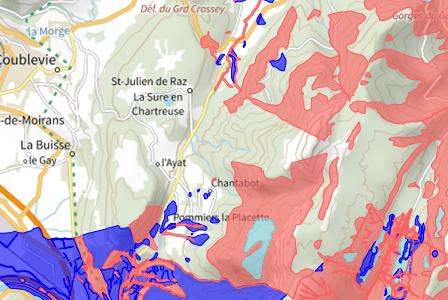 Déf. du Grd Crossey
Gorges du G
la Morge
Coublevie
St-Julien de Raz
La Sure en
Chartreuse
-de-Moirans
La Buisse
le Gay
l'Ayat
Chantabot
Pommiers la Placette